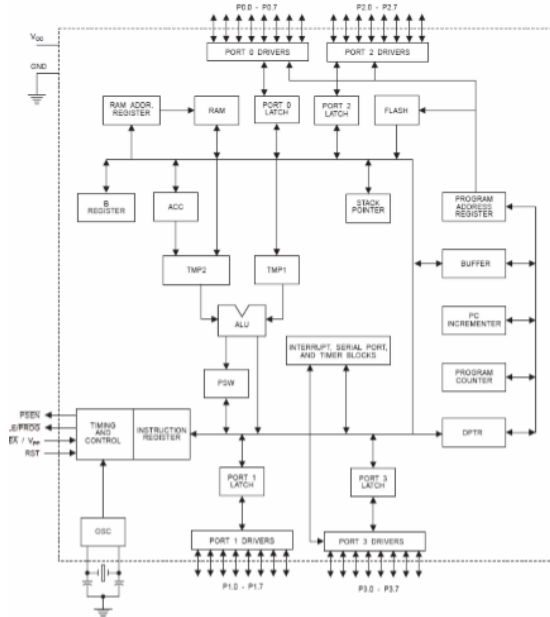 P0.0 - P0.7
P2.0 - P2.7
VCC
GND
PORT 0 DRIVERS
PORT 2 DRIVERS
RAM ADDR.
REGISTER
RAM
PORT 0
LATCH
PORT 2
LATCH
FLASH
B
REGISTER
ACC
STACK
POINTER
PROGRAM
ADDRESS
REGISTER
TMP2
TMP1
BUFFER
ALU
PC
INCREMENTER
INTERRUPT, SERIAL PORT,
AND TIMER BLOCKS
PSW
PROGRAM
COUNTER
PSEN
LE/PROG
EA / VPP
RST
TIMING
AND
CONTROL
INSTRUCTION
REGISTER
DPTR
PORT 1
LATCH
PORT 3
LATCH
OSC
PORT 1 DRIVERS
PORT 3 DRIVERS
P1.0 - P1.7
P3.0 - P3.7